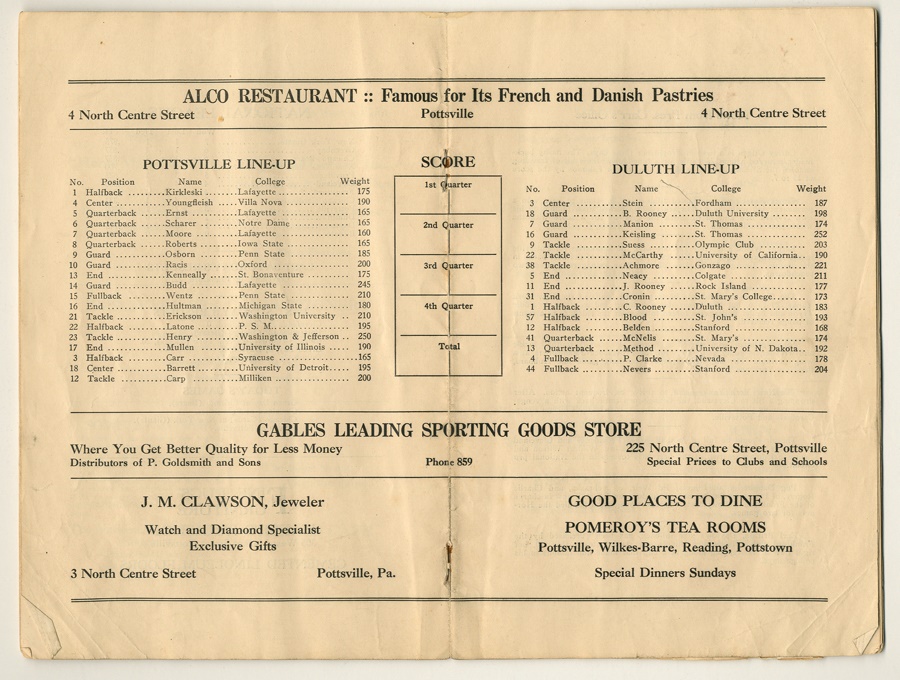 ALCO RESTAURANT :: Famous for Its French and Danish Pastries
4 North Centre Street Pottsville 4 North Centre Street
POTTSVILLE LINE-UP
No. Position Name College Weight
1 Halfback ........Kirkleski .....Lafayette ................... 175
4 Center ..........Youngfleish ....Villa Nova ................. 190
5 Quarterback .....Ernst ..........Lafayette ................... 165
6 Quarterback .....Scharer ........Notre Dame ................. 165
7 Quarterback .....Moore ..........Lafayette ................... 160
8 Quarterback .....Roberts ........Iowa State .................. 165
9 Guard ...........Osborn .........Penn State .................. 185
10 Guard ..........Racis ..........Oxford ...................... 200
13 End ............Kenneally ......St. Bonaventure ............. 175
14 Guard ..........Budd ...........Lafayette ................... 245
15 Fullback .......Wentz ..........Penn State .................. 210
16 End ............Hultman ........Michigan State .............. 180
21 Tackle .........Erickson .......Washington University .. 210
22 Halfback .......Latone .........P. S. M...................... 195
23 Tackle .........Henry ..........Washington & Jefferson .. 250
17 End ............Mullen .........University of Illinois ..... 190
3 Halfback ........Carr ...........Syracuse ....................165
18 Center .........Barrett ........University of Detroit..... 195
12 Tackle .........Carp ...........Milliken .................... 200
SCORE
1st Quarter
2nd Quarter
3rd Quarter
4th Quarter
Total
DULUTH LINE-UP
No. Position Name College Weight
3 Center ..........Stein ..........Fordham ..................... 187
18 Guard ..........B. Rooney ......Duluth University ........... 198
7 Guard ...........Manion .........St. Thomas .................. 174
16 Guard ..........Keisling .......St. Thomas .................. 252
9 Tackle ..........Suess ..........Olympic Club ................ 203
22 Tackle .........McCarthy .......University of California.. 190
38 Tackle .........Achmore ........Gonzago ..................... 221
5 End .............Neacy ..........Colgate ..................... 211
11 End ............J. Rooney ......Rock Island ................. 177
31 End ............Cronin .........St. Mary's College........ 173
1 Halfback ........C. Rooney ......Duluth ...................... 183
57 Halfback .......Blood ..........St. John's .................. 193
12 Halfback .......Belden .........Stanford .................... 168
41 Quarterback ....McNelis ........St. Mary's .................. 174
13 Quarterback ....Method .........University of N. Dakota.. 192
4 Fullback ........P. Clarke ......Nevada ...................... 178
44 Fullback .......Nevers .........Stanford .................... 204
GABLES LEADING SPORTING GOODS STORE
Where You Get Better Quality for Less Money 225 North Centre Street, Pottsville
Distributors of P. Goldsmith and Sons Phone 859 Special Prices to Clubs and Schools
J. M. CLAWSON, Jeweler
Watch and Diamond Specialist
Exclusive Gifts
3 North Centre Street Pottsville, Pa.
GOOD PLACES TO DINE
POMEROY'S TEA ROOMS
Pottsville, Wilkes-Barre, Reading, Pottstown
Special Dinners Sundays